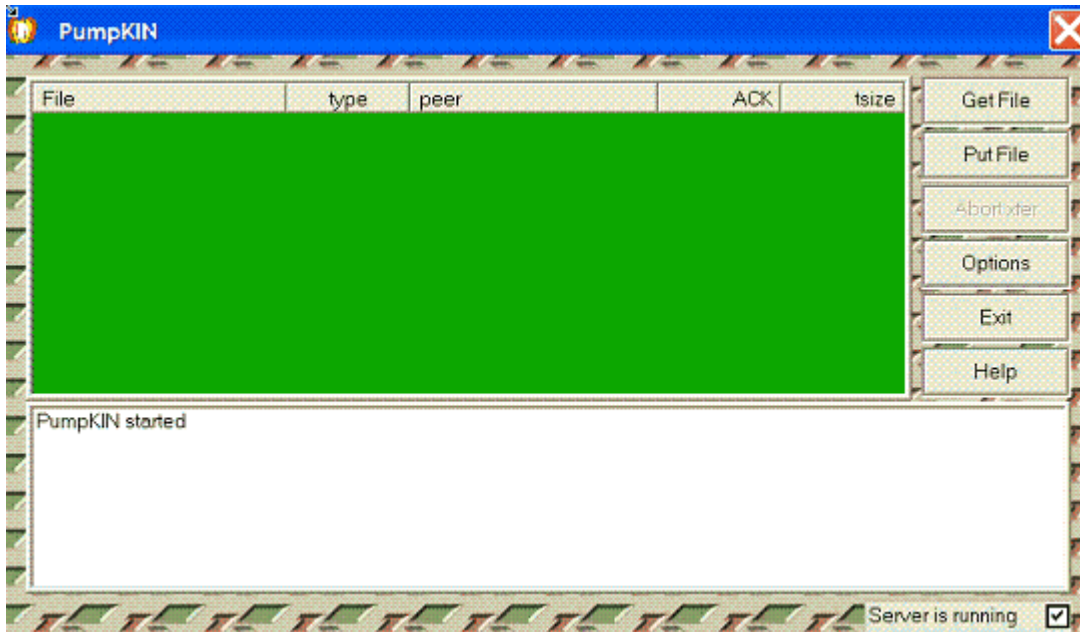 PumpKIN
File type peer ACK tsize
Get File
Put File
Abort xfer
Options
Exit
Help
PumpKIN started
Server is running